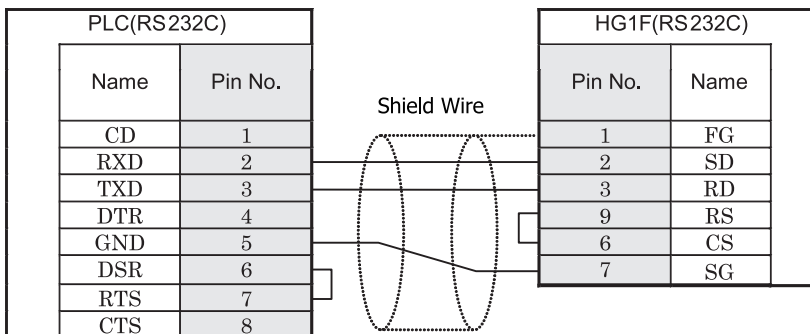 PLC(RS232C) HG1F(RS232C)
Name Pin No. Pin No. Name
Shield Wire
CD 1 1 FG
RXD 2 2 SD
TXD 3 3 RD
DTR 4 9 RS
GND 5 6 CS
DSR 6 7 SG
RTS 7
CTS 8